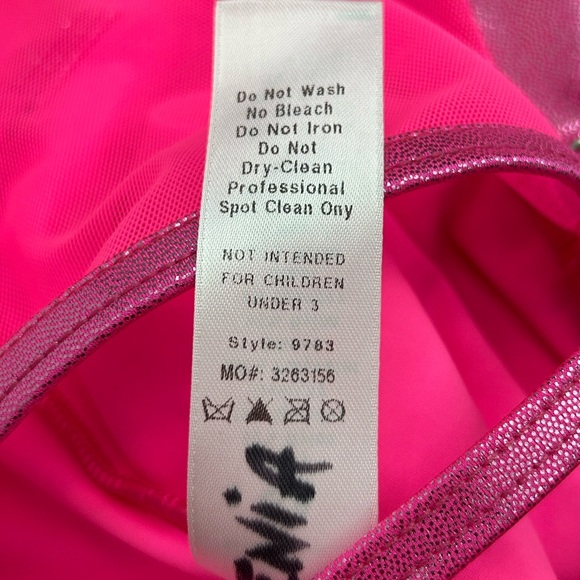 Do Not Wash
No Bleach
Do Not Iron
Do Not
Dry-Clean
Professional
Spot Clean Ony
NOT INTENDED
FOR CHILDREN
UNDER 3
Style: 9783
MO#: 3263156